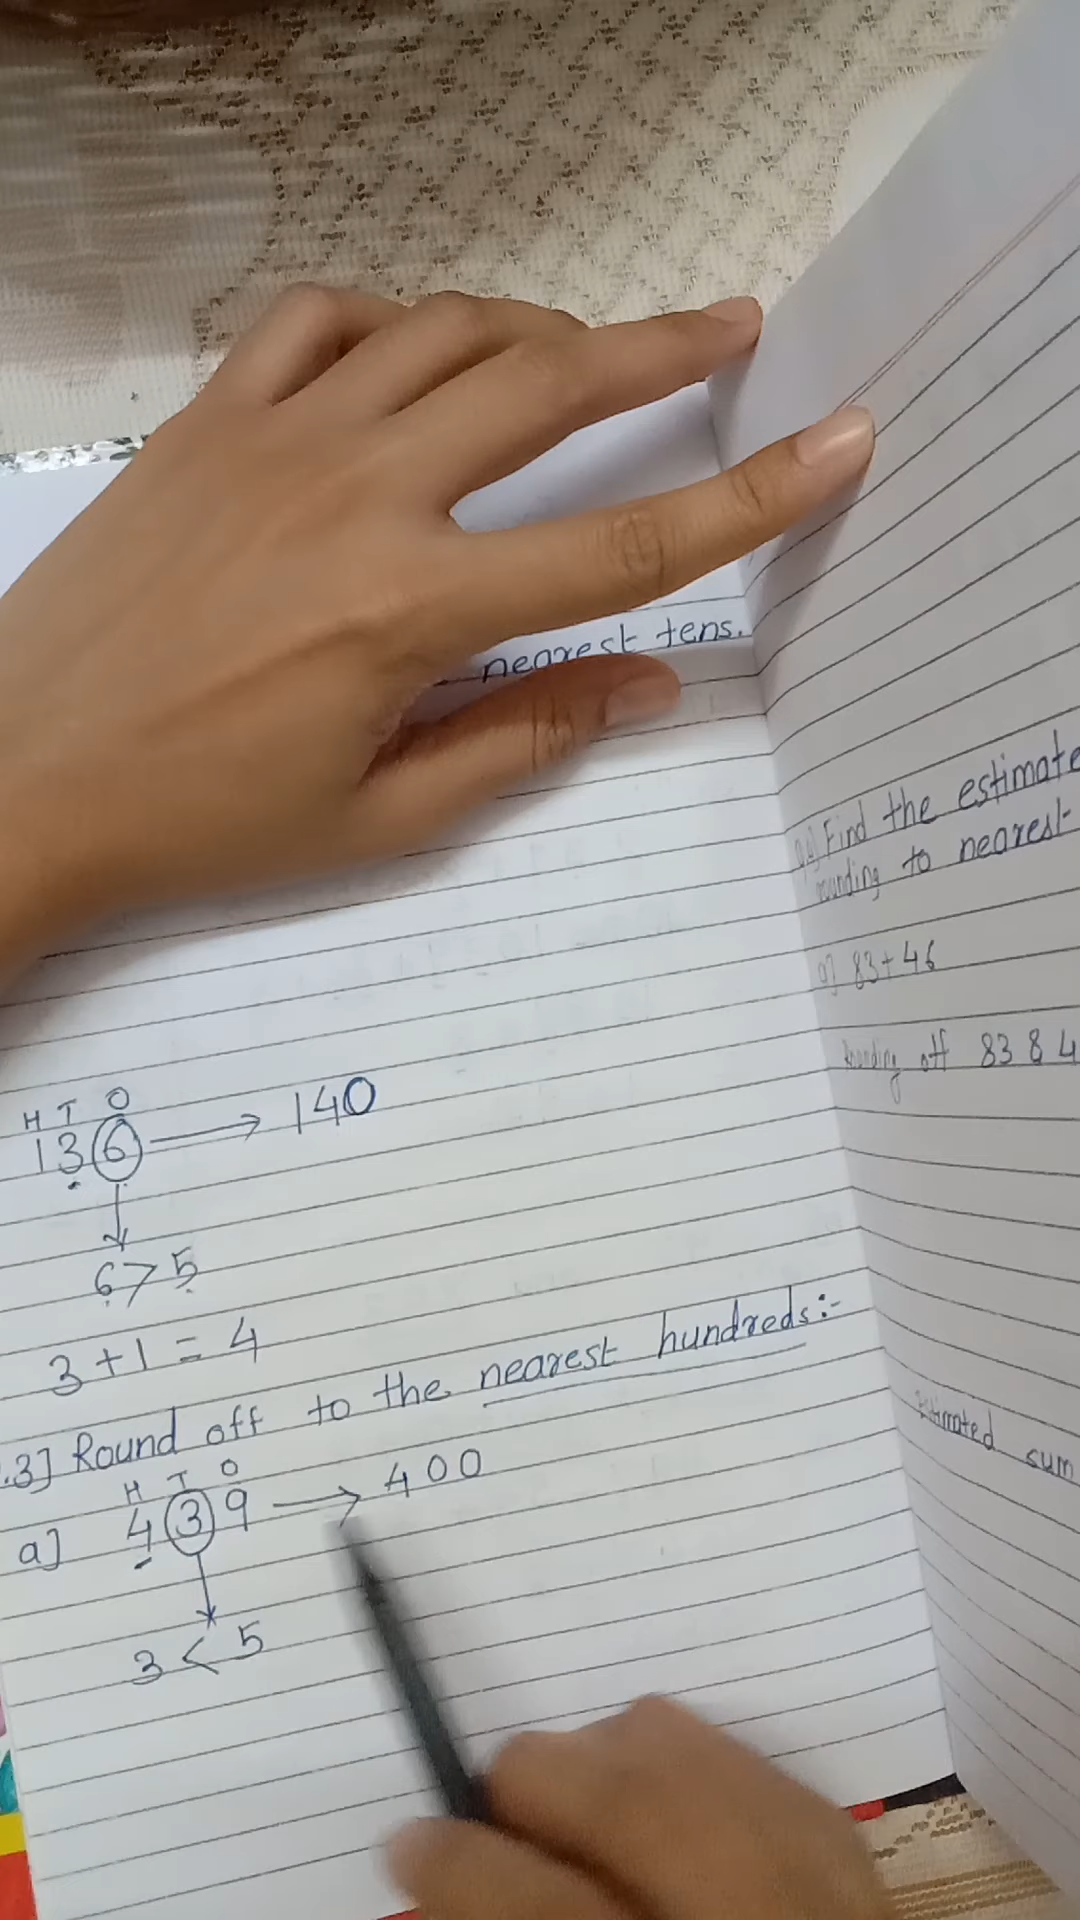 nearest tens.
H T O
136 → 140
6 > 5
3 + 1 = 4
.3] Round off to the nearest hundreds:-
H T O
a] 439 → 400
3 < 5
Find the estimate
rounding to nearest
a] 83 + 46
Rounding off 83 & 4
Estimated sum